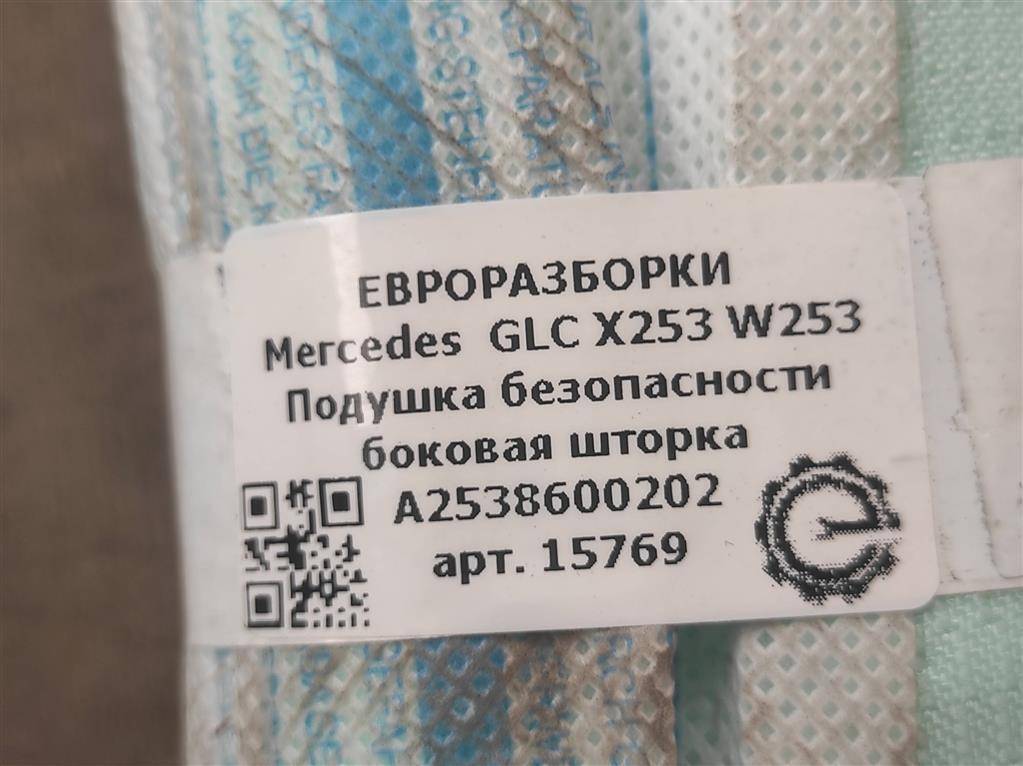 ЕВРОРАЗБОРКИ
Mercedes GLC X253 W253
Подушка безопасности
боковая шторка
A2538600202
арт. 15769